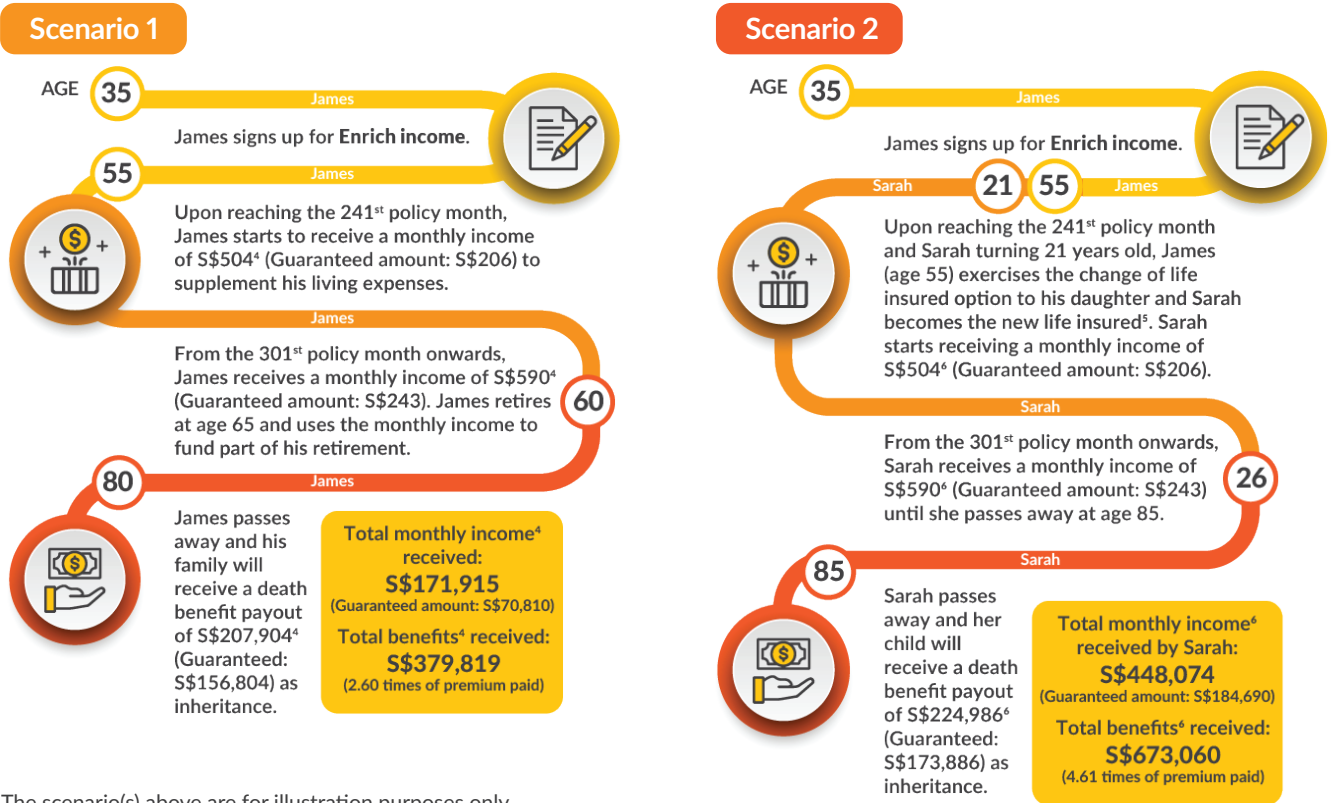 Scenario 1
AGE 35 James
James signs up for Enrich income.
55 James
Upon reaching the 241st policy month,
James starts to receive a monthly income
of S$504⁴ (Guaranteed amount: S$206) to
supplement his living expenses.
James
From the 301st policy month onwards,
James receives a monthly income of S$590⁴
(Guaranteed amount: S$243). James retires
at age 65 and uses the monthly income to
fund part of his retirement.
60
80 James
James passes
away and his
family will
receive a death
benefit payout
of S$207,904⁴
(Guaranteed:
S$156,804) as
inheritance.
Total monthly income⁴
received:
S$171,915
(Guaranteed amount: S$70,810)
Total benefits⁴ received:
S$379,819
(2.60 times of premium paid)
Scenario 2
AGE 35 James
James signs up for Enrich income.
Sarah 21 55 James
Upon reaching the 241st policy month
and Sarah turning 21 years old, James
(age 55) exercises the change of life
insured option to his daughter and Sarah
becomes the new life insured⁵. Sarah
starts receiving a monthly income of
S$504⁶ (Guaranteed amount: S$206).
Sarah
From the 301st policy month onwards,
Sarah receives a monthly income of
S$590⁶ (Guaranteed amount: S$243)
until she passes away at age 85.
26
85 Sarah
Sarah passes
away and her
child will
receive a death
benefit payout
of S$224,986⁶
(Guaranteed:
S$173,886) as
inheritance.
Total monthly income⁶
received by Sarah:
S$448,074
(Guaranteed amount: S$184,690)
Total benefits⁶ received:
S$673,060
(4.61 times of premium paid)
The scenario(s) above are for illustration purposes only